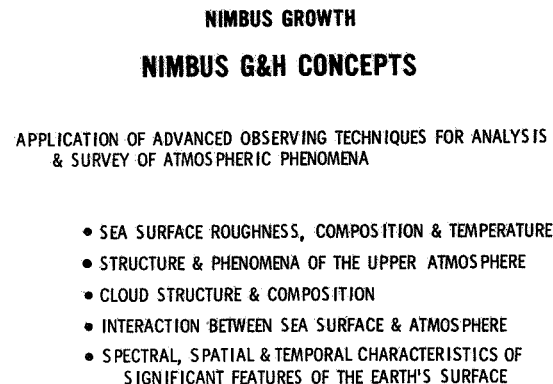 NIMBUS GROWTH
NIMBUS G&H CONCEPTS
APPLICATION OF ADVANCED OBSERVING TECHNIQUES FOR ANALYSIS
& SURVEY OF ATMOSPHERIC PHENOMENA
• SEA SURFACE ROUGHNESS, COMPOSITION & TEMPERATURE
• STRUCTURE & PHENOMENA OF THE UPPER ATMOSPHERE
• CLOUD STRUCTURE & COMPOSITION
• INTERACTION BETWEEN SEA SURFACE & ATMOSPHERE
• SPECTRAL, SPATIAL & TEMPORAL CHARACTERISTICS OF
SIGNIFICANT FEATURES OF THE EARTH'S SURFACE